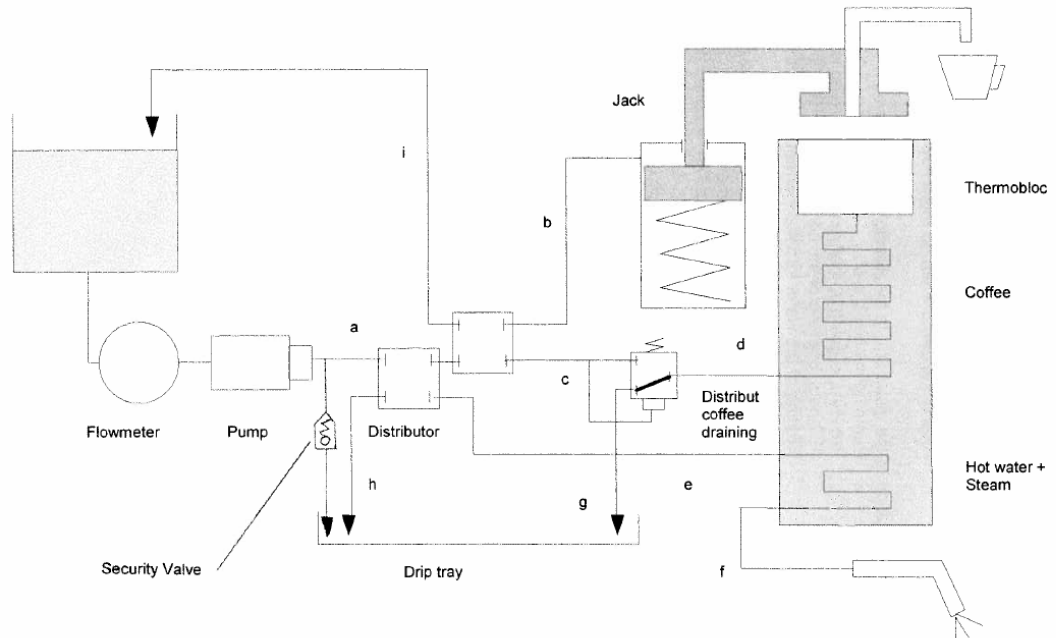 Jack
Thermobloc
i
b
Coffee
a
d
c
Distribut
coffee
draining
Flowmeter
Pump
Distributor
Hot water +
Steam
h
g
e
Security Valve
Drip tray
f